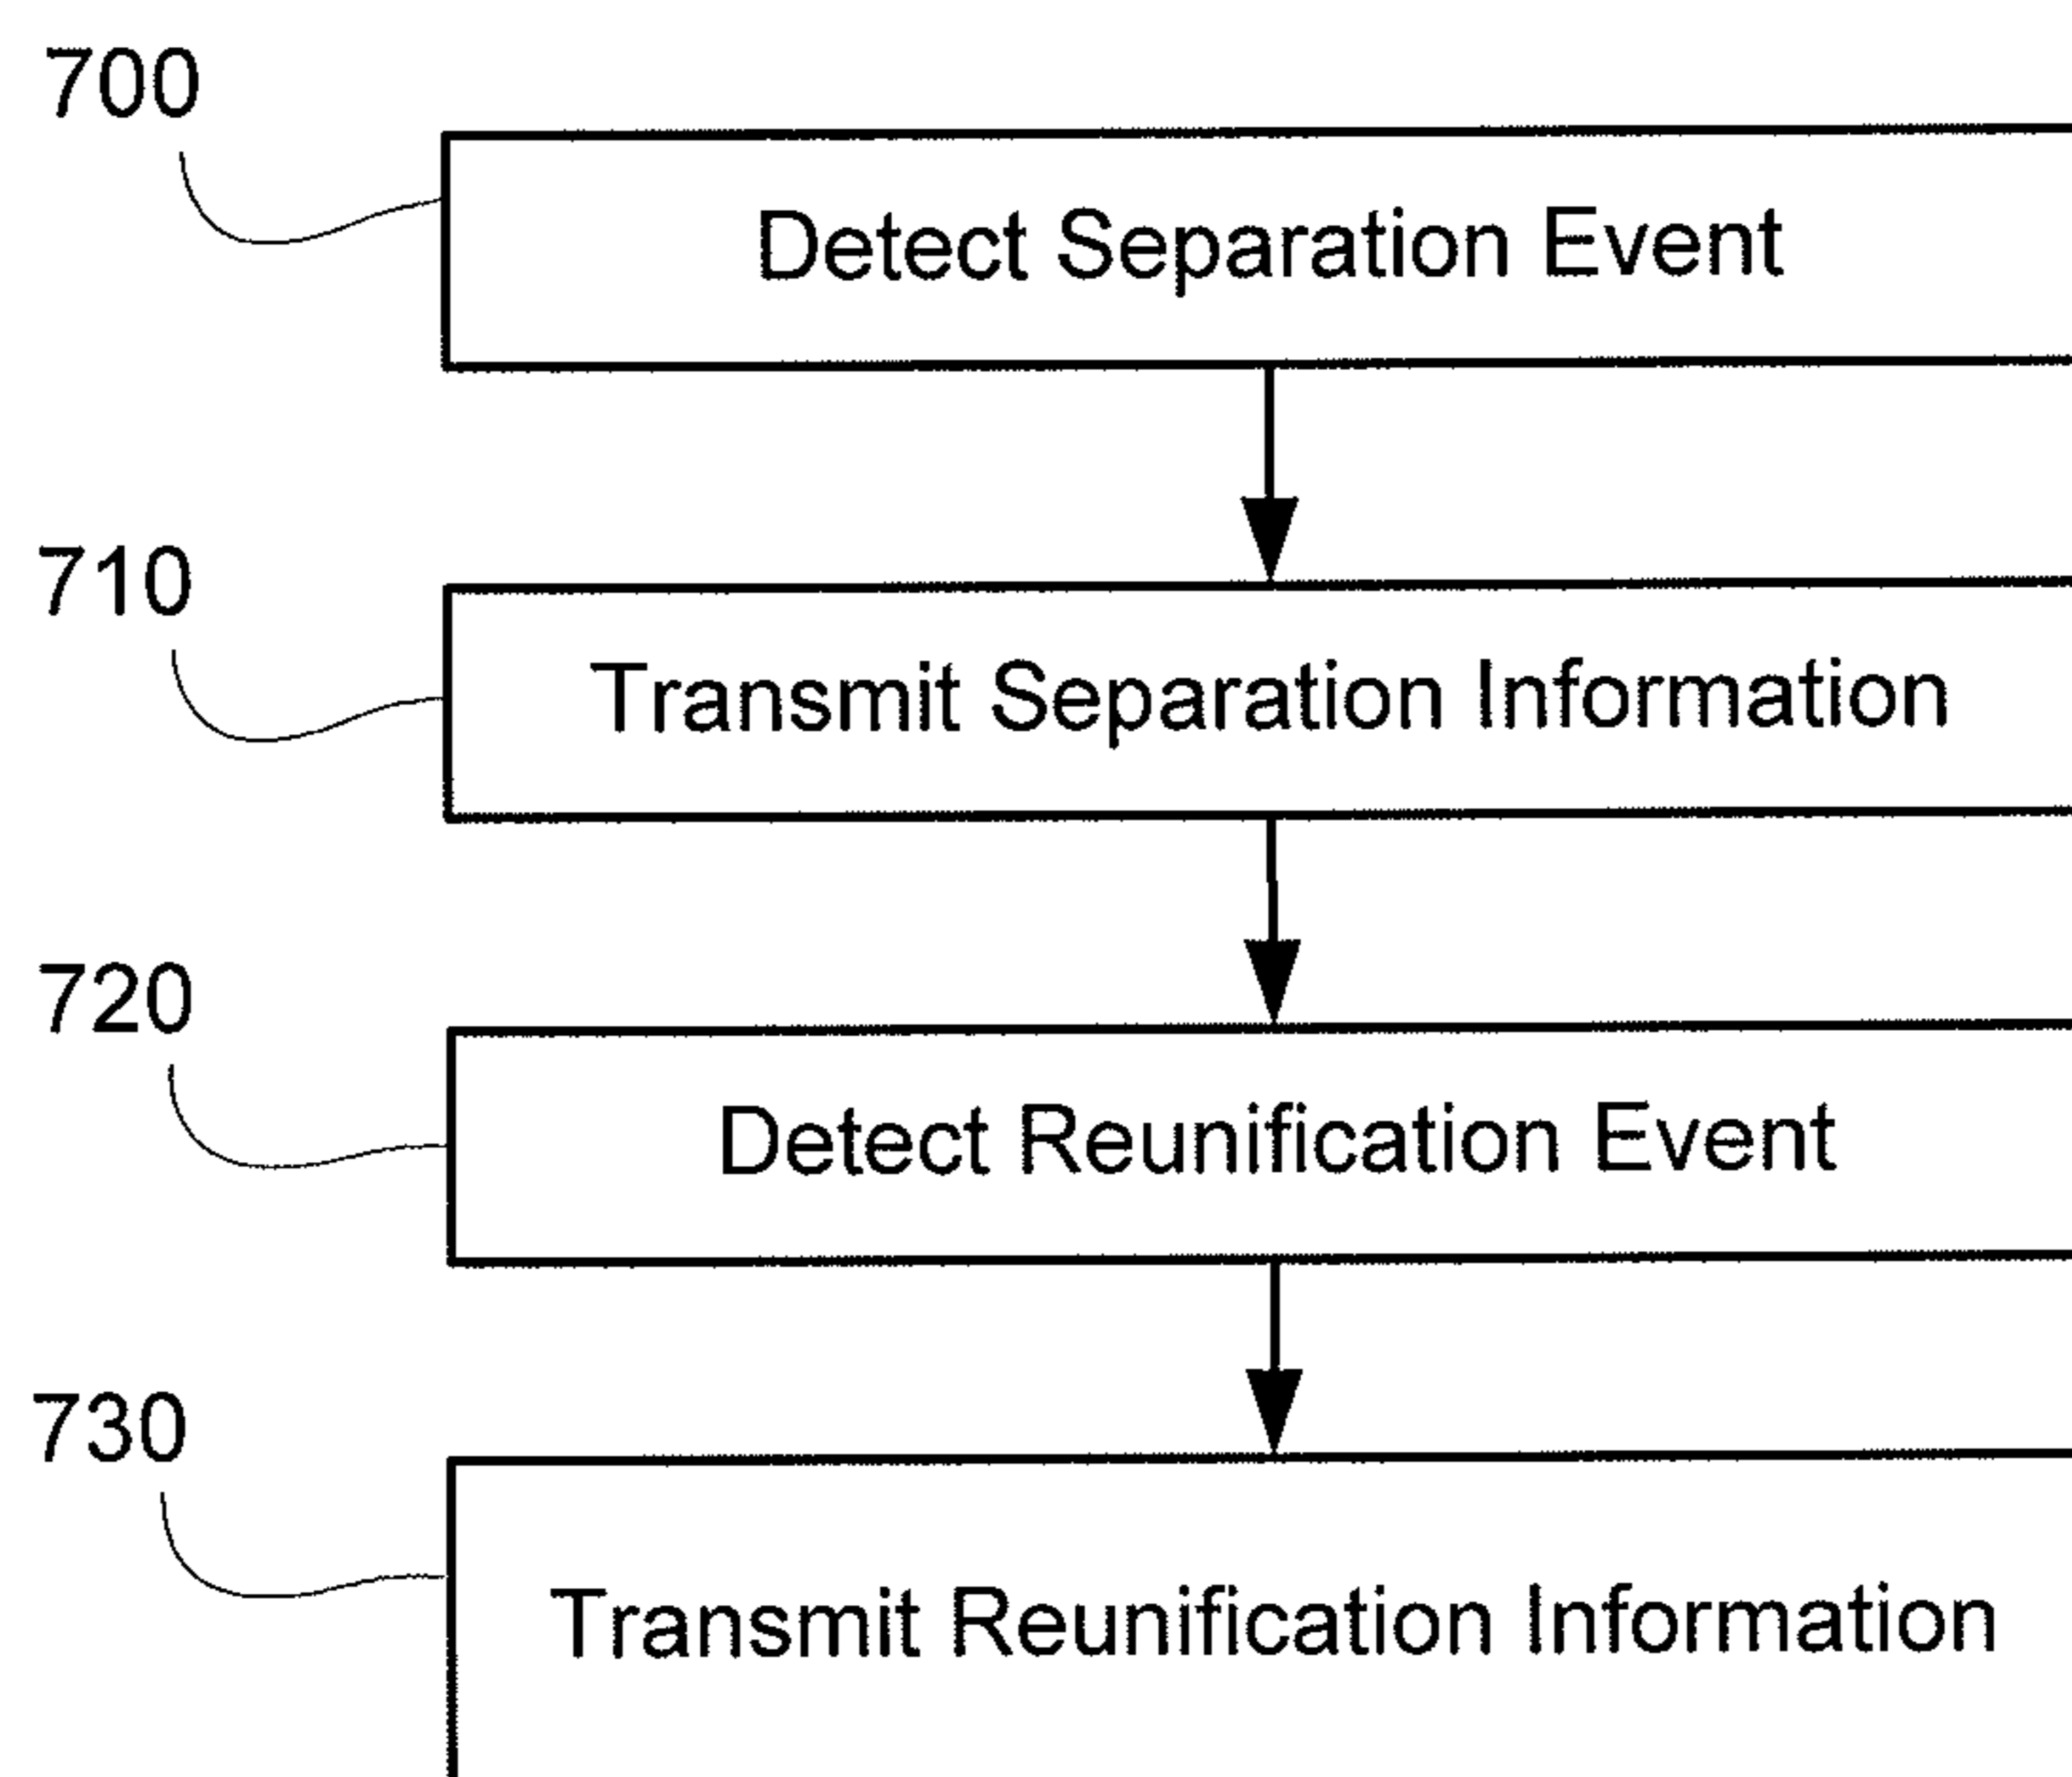 700
Detect Separation Event
710
Transmit Separation Information
720
Detect Reunification Event
730
Transmit Reunification Information